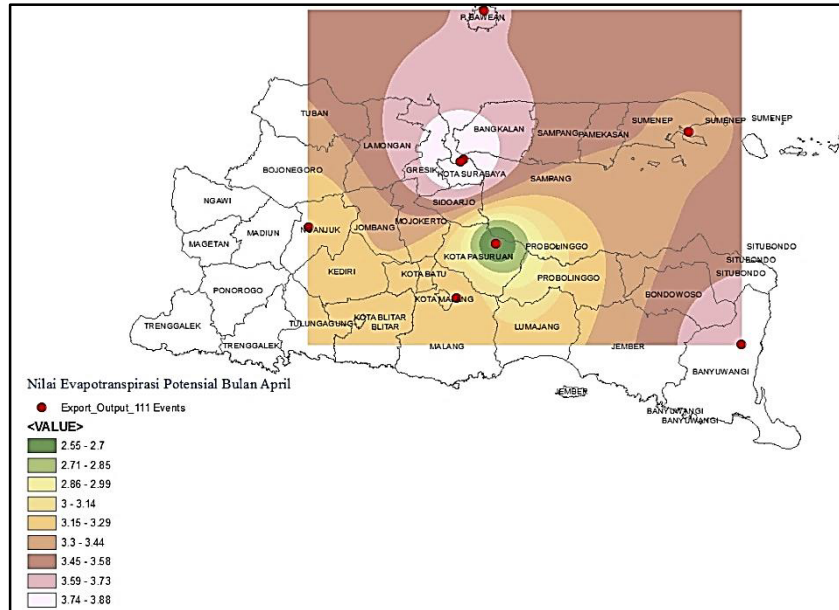 P. BAWEAN
TUBAN
LAMONGAN
BANGKALAN
SAMPANG
PAMEKASAN
SUMENEP
SUMENEP
SUMENEP
BOJONEGORO
GRESIK
KOTA SURABAYA
SAMPANG
NGAWI
SIDOARJO
MOJOKERTO
MADIUN
NGANJUK
JOMBANG
MAGETAN
KOTA PASURUAN
PROBOLINGGO
SITUBONDO
SITUBONDO
SITUBONDO
KEDIRI
KOTA BATU
PROBOLINGGO
PONOROGO
KOTA MALANG
BONDOWOSO
TRENGGALEK
TULUNGAGUNG
KOTA BLITAR
BLITAR
LUMAJANG
TRENGGALEK
MALANG
JEMBER
BANYUWANGI
JEMBER
BANYUWANGI
BANYUWANGI
Nilai Evapotranspirasi Potensial Bulan April
Export_Output_111 Events
<VALUE>
2.55 - 2.7
2.71 - 2.85
2.86 - 2.99
3 - 3.14
3.15 - 3.29
3.3 - 3.44
3.45 - 3.58
3.59 - 3.73
3.74 - 3.88